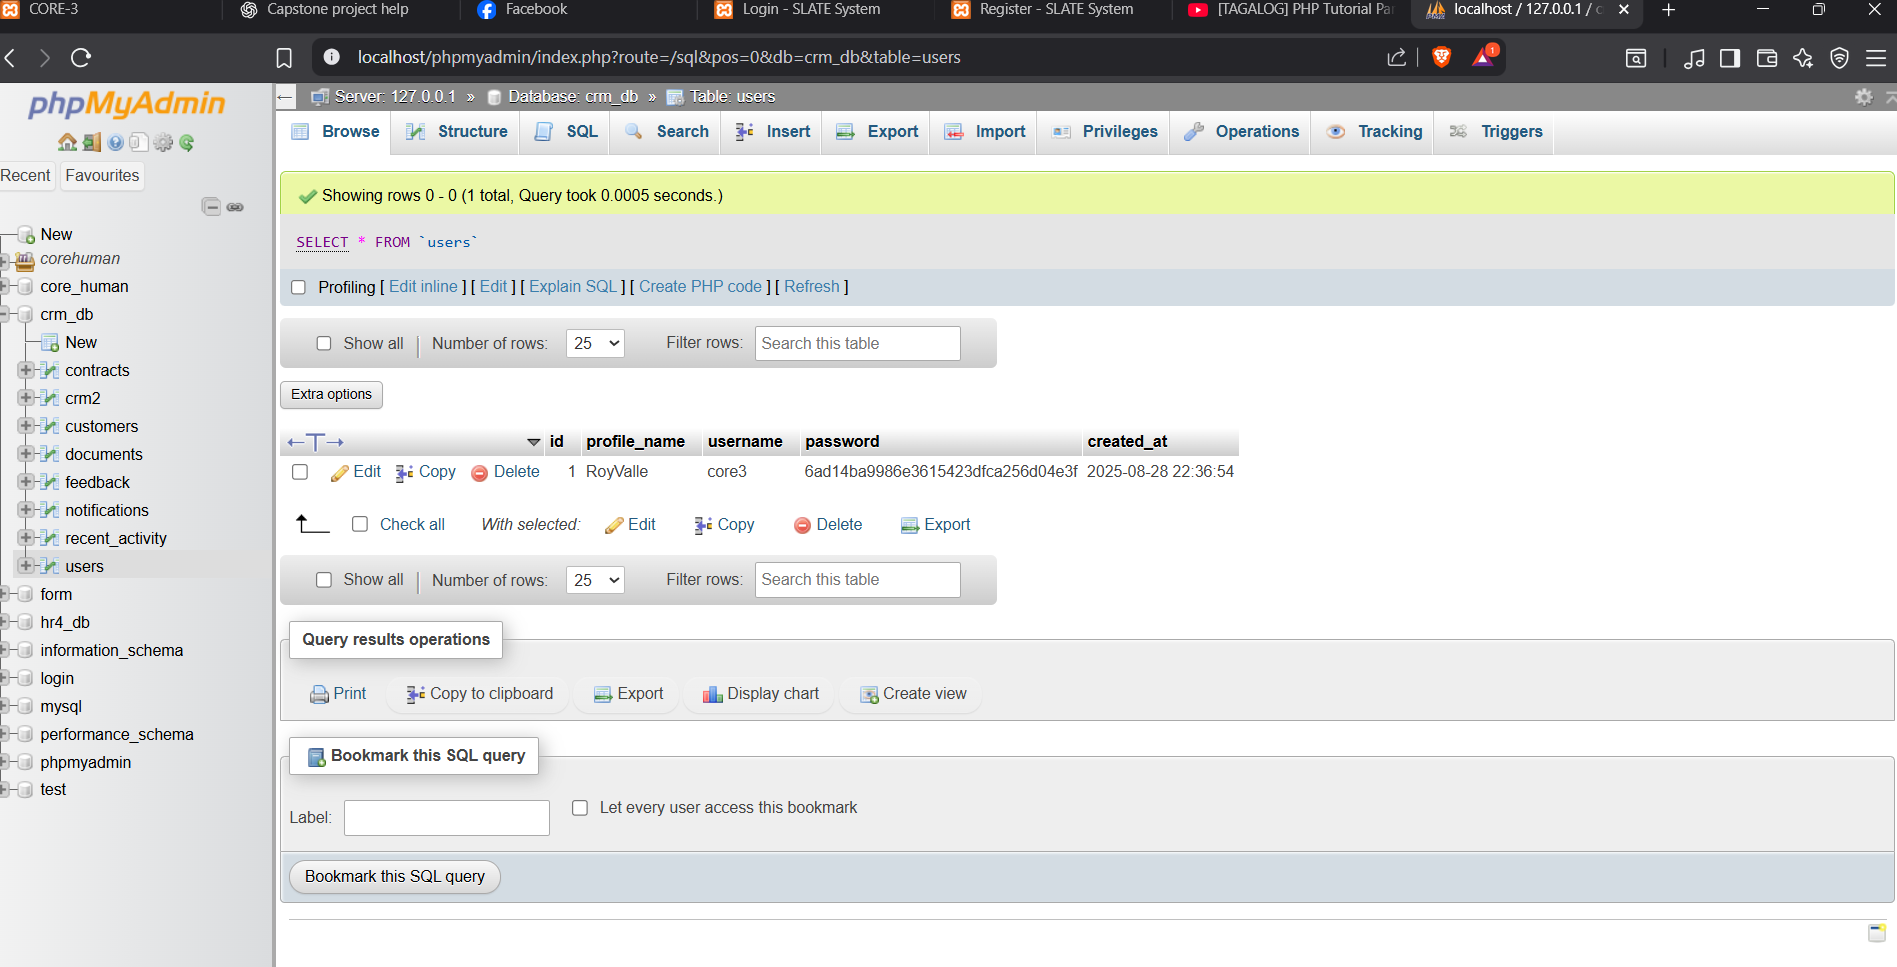 CORE-3
Capstone project help
Facebook
Login - SLATE System
Register - SLATE System
[TAGALOG] PHP Tutorial Par
localhost / 127.0.0.1 / c
localhost/phpmyadmin/index.php?route=/sql&pos=0&db=crm_db&table=users
1
phpMyAdmin
Recent
Favourites
New
corehuman
core_human
crm_db
New
contracts
crm2
customers
documents
feedback
notifications
recent_activity
users
form
hr4_db
information_schema
login
mysql
performance_schema
phpmyadmin
test
Server: 127.0.0.1 » Database: crm_db » Table: users
Browse Structure SQL Search Insert Export Import Privileges Operations Tracking Triggers
Showing rows 0 - 0 (1 total, Query took 0.0005 seconds.)
SELECT * FROM `users`
Profiling [ Edit inline ] [ Edit ] [ Explain SQL ] [ Create PHP code ] [ Refresh ]
Show all | Number of rows: 25 Filter rows: Search this table
Extra options
id profile_name username password created_at
Edit Copy Delete 1 RoyValle core3 6ad14ba9986e3615423dfca256d04e3f 2025-08-28 22:36:54
Check all With selected: Edit Copy Delete Export
Show all | Number of rows: 25 Filter rows: Search this table
Query results operations
Print Copy to clipboard Export Display chart Create view
Bookmark this SQL query
Label: Let every user access this bookmark
Bookmark this SQL query